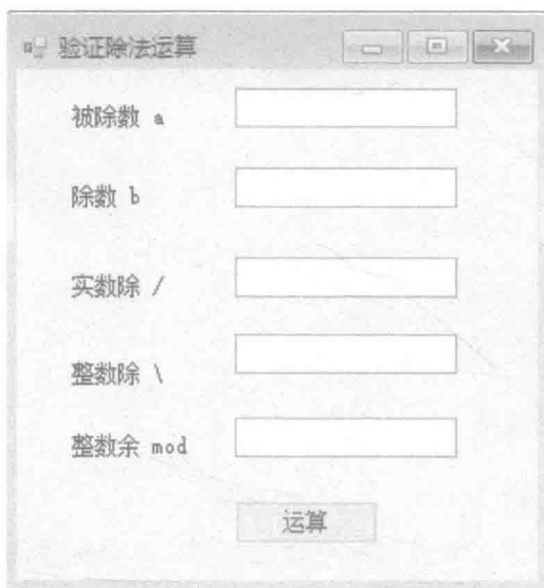 验证除法运算
被除数 a
除数 b
实数除 /
整数除 \
整数余 mod
运算